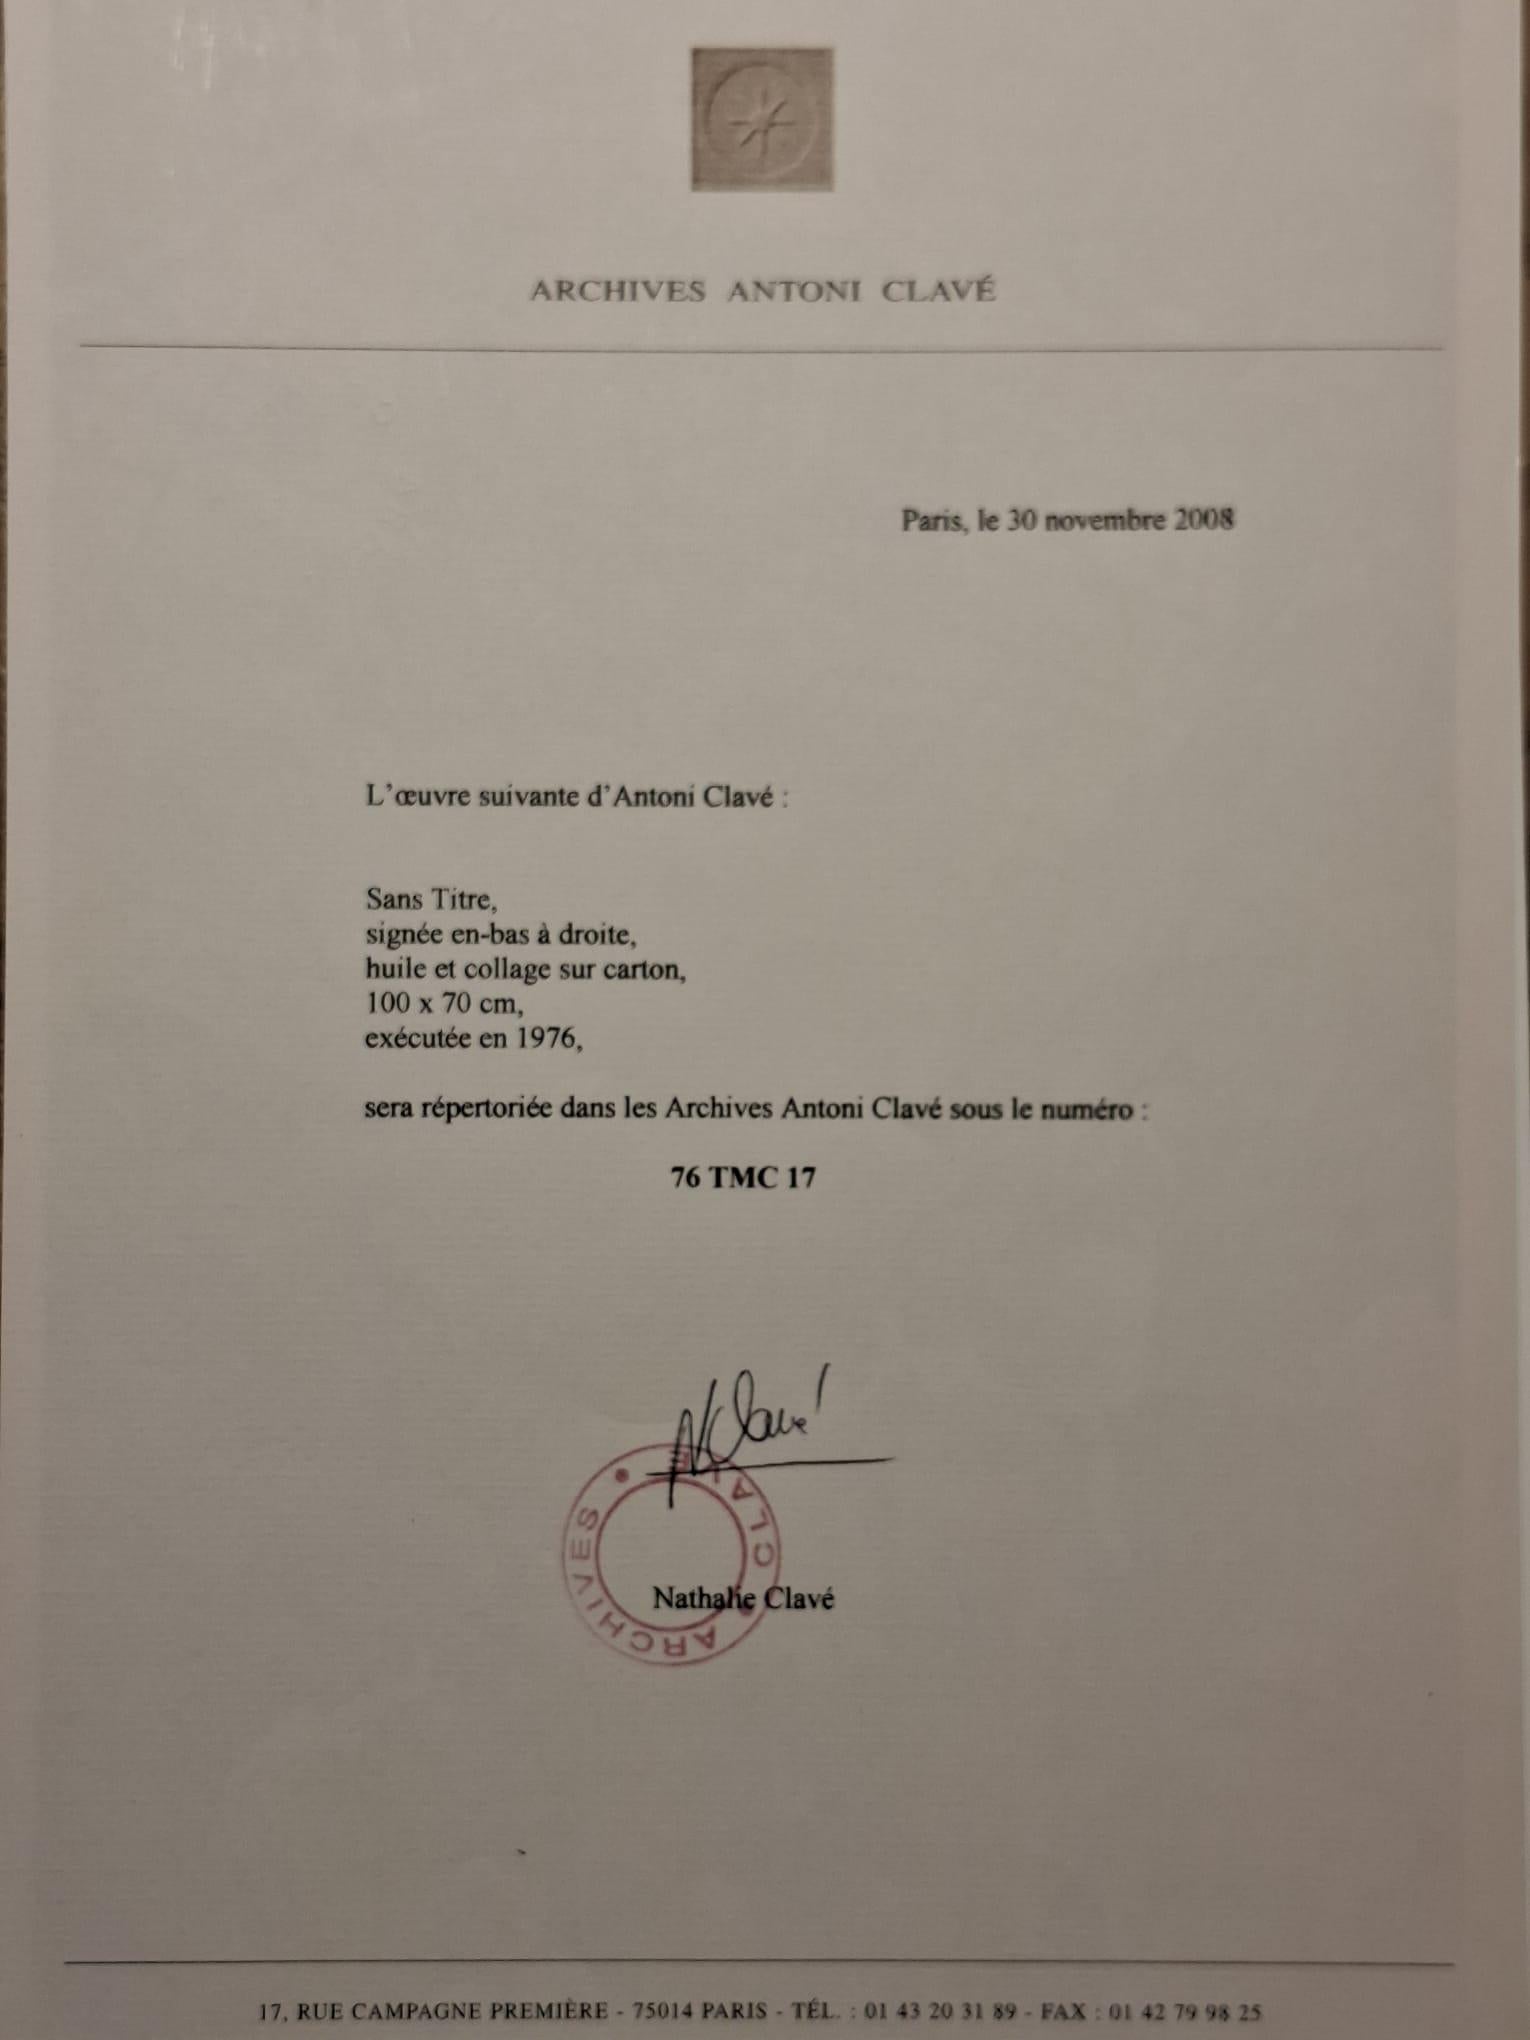 ARCHIVES ANTONI CLAVÉ
Paris, le 30 novembre 2008
L'œuvre suivante d'Antoni Clavé :
Sans Titre,
signée en-bas à droite,
huile et collage sur carton,
100 x 70 cm,
exécutée en 1976,
sera répertoriée dans les Archives Antoni Clavé sous le numéro :
76 TMC 17
NClavé
ARCHIVES • CLAVE •
Nathalie Clavé
17, RUE CAMPAGNE PREMIÈRE - 75014 PARIS - TÉL. : 01 43 20 31 89 - FAX : 01 42 79 98 25